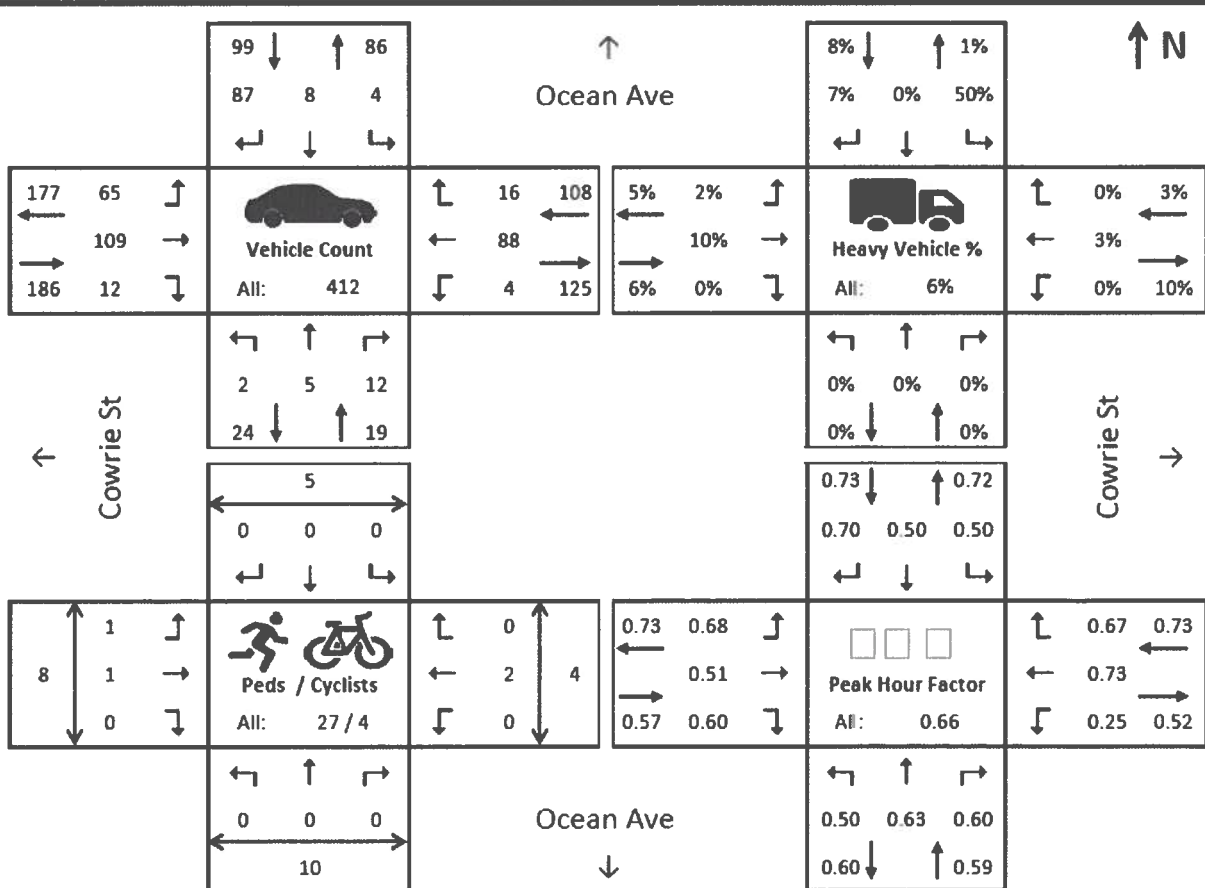 99 86 8% 1% N
87 8 4 Ocean Ave 7% 0% 50%
177 65 16 108 5% 2% 0% 3%
109 Vehicle Count 88 10% Heavy Vehicle % 3%
186 12 All: 412 4 125 6% 0% All: 6% 0% 10%
2 5 12 0% 0% 0%
24 19 0% 0%
Cowrie St Cowrie St
5 0.73 0.72
0 0 0 0.70 0.50 0.50
1 0 0.73 0.68 0.67 0.73
8 1 Peds / Cyclists 2 4 0.51 Peak Hour Factor 0.73
0 All: 27 / 4 0 0.57 0.60 All: 0.66 0.25 0.52
0 0 0 Ocean Ave 0.50 0.63 0.60
10 0.60 0.59